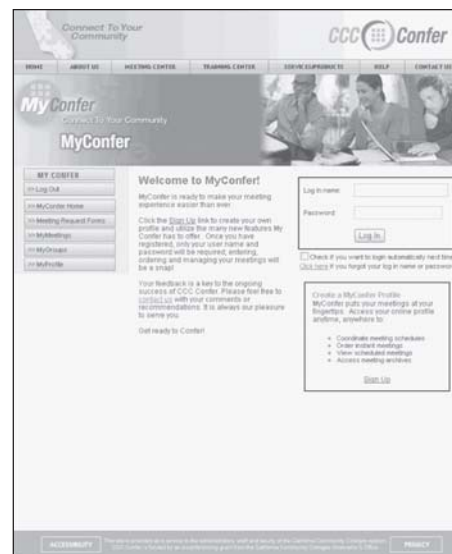 Connect To Your
Community
CCC Confer
HOME ABOUT US MEETING CENTER TRAINING CENTER SERVICES/PRODUCTS HELP CONTACT US
MyConfer
Connect To Your Community
MyConfer
MY CONFER
>> Log Out
>> MyConfer Home
>> Meeting Request Forms
>> MyMeetings
>> MyGroups
>> MyProfile
Welcome to MyConfer!
MyConfer is ready to make your meeting
experience easier than ever.
Click the Sign Up link to create your own
profile and utilize the many new features My
Confer has to offer. Once you have
registered, only your user name and
password will be required, entering,
ordering and managing your meetings will
be a snap!
Your feedback is a key to the ongoing
success of CCC Confer. Please feel free to
contact us with your comments or
recommendations. It is always our pleasure
to serve you.
Get ready to Confer!
Log In name:
Password:
Log In
Check if you want to login automatically next time
Click here if you forgot your log in name or password
Create a MyConfer Profile
MyConfer puts your meetings at your
fingertips. Access your online profile
anytime, anywhere to:
Coordinate meeting schedules
Order instant meetings
View scheduled meetings
Access meeting archives
Sign Up
ACCESSIBILITY
PRIVACY